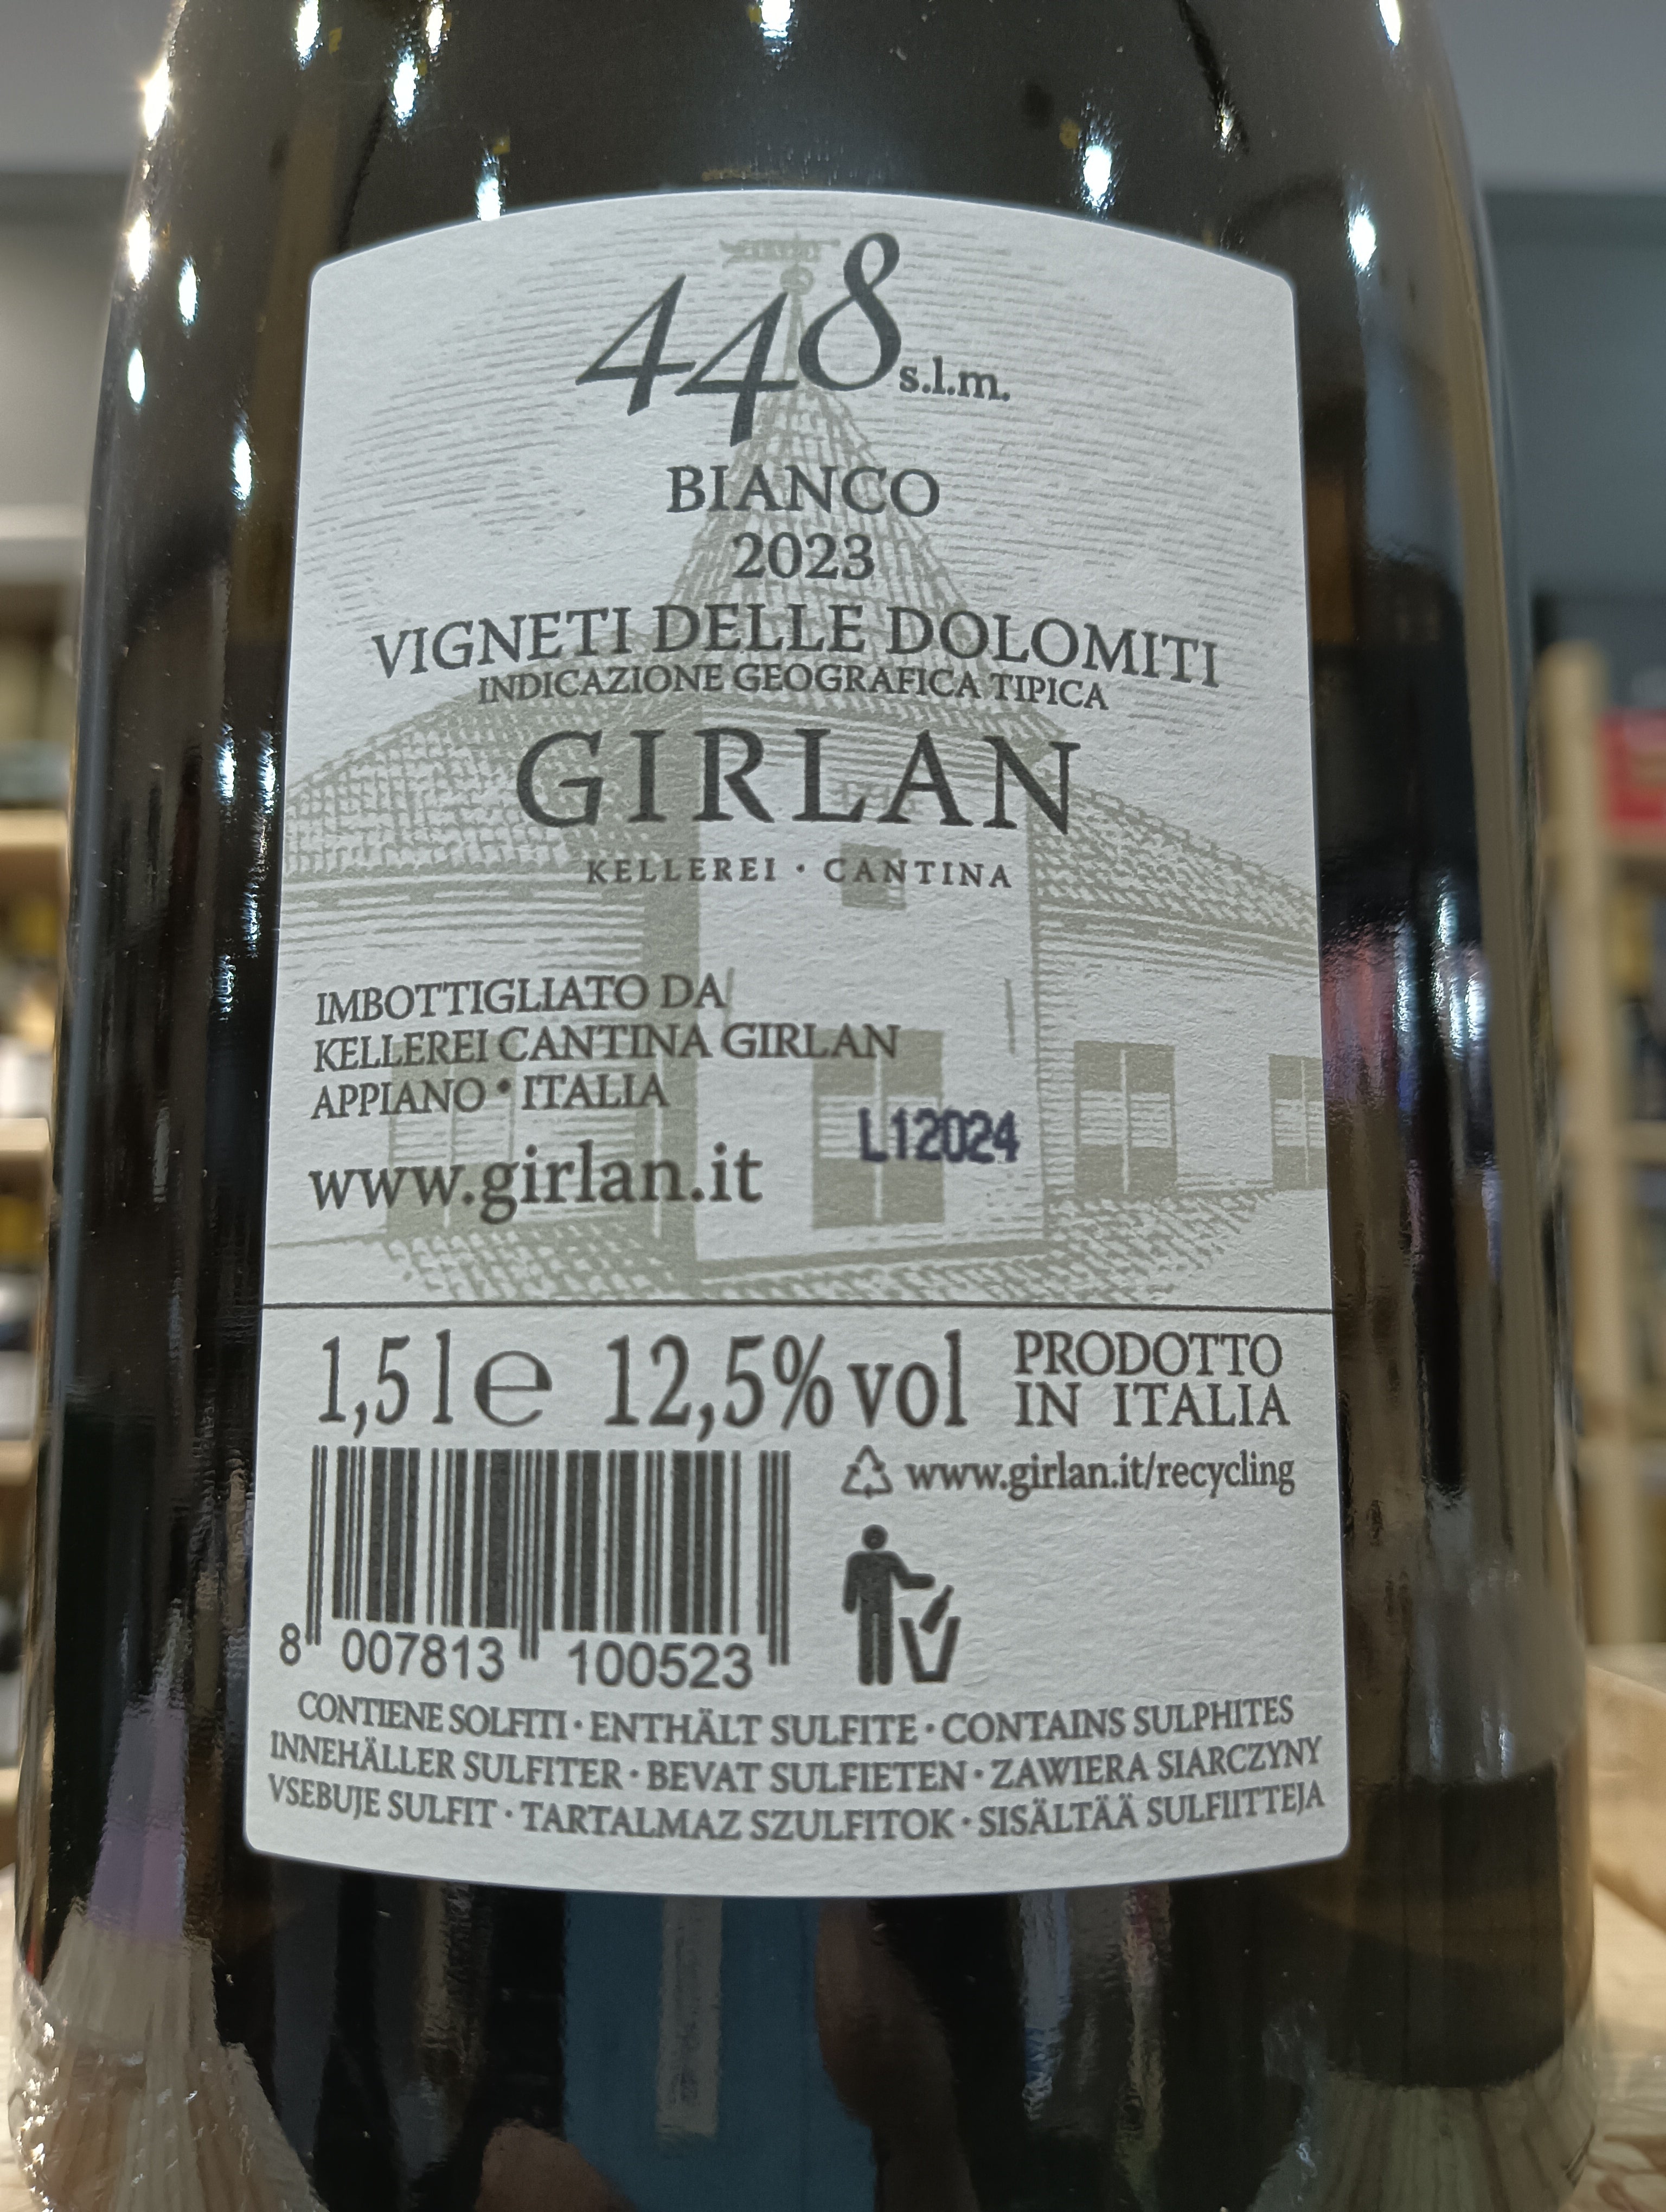 448 s.l.m.
BIANCO
2023
VIGNETI DELLE DOLOMITI
INDICAZIONE GEOGRAFICA TIPICA
GIRLAN
KELLEREI · CANTINA
IMBOTTIGLIATO DA
KELLEREI CANTINA GIRLAN
APPIANO • ITALIA
L12024
www.girlan.it
1,5 l e 12,5% vol
PRODOTTO
IN ITALIA
www.girlan.it/recycling
8 007813 100523
CONTIENE SOLFITI · ENTHÄLT SULFITE · CONTAINS SULPHITES
INNEHÄLLER SULFITER · BEVAT SULFIETEN · ZAWIERA SIARCZYNY
VSEBUJE SULFIT · TARTALMAZ SZULFITOK · SISÄLTÄÄ SULFIITTEJA